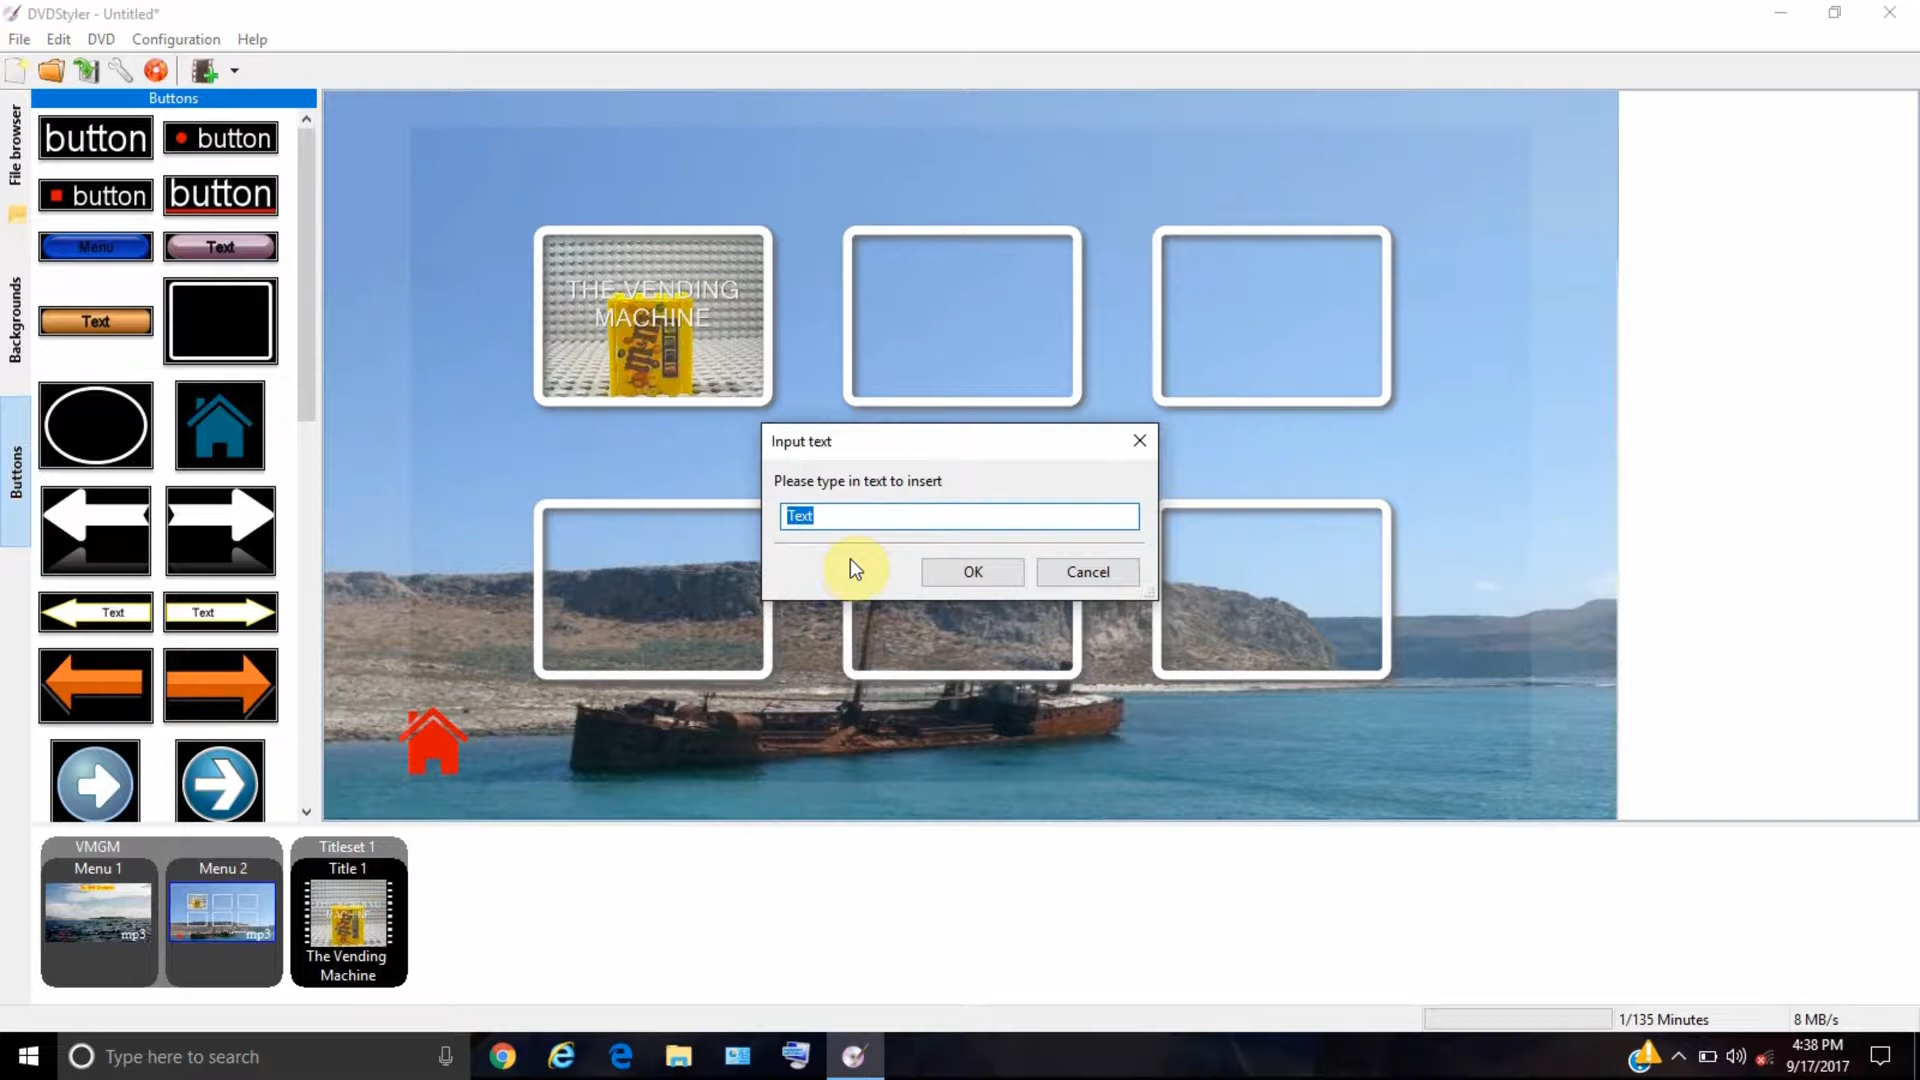 DVDStyler - Untitled*
File Edit DVD Configuration Help
File browser
Backgrounds
Buttons
Buttons
button
button
button
button
Menu
Text
Text
Text
Text
THE VENDING
MACHINE
Input text
Please type in text to insert
Text
OK
Cancel
VMGM
Menu 1
mp3
Menu 2
mp3
Titleset 1
Title 1
The Vending
Machine
1/135 Minutes
8 MB/s
Type here to search
4:38 PM
9/17/2017